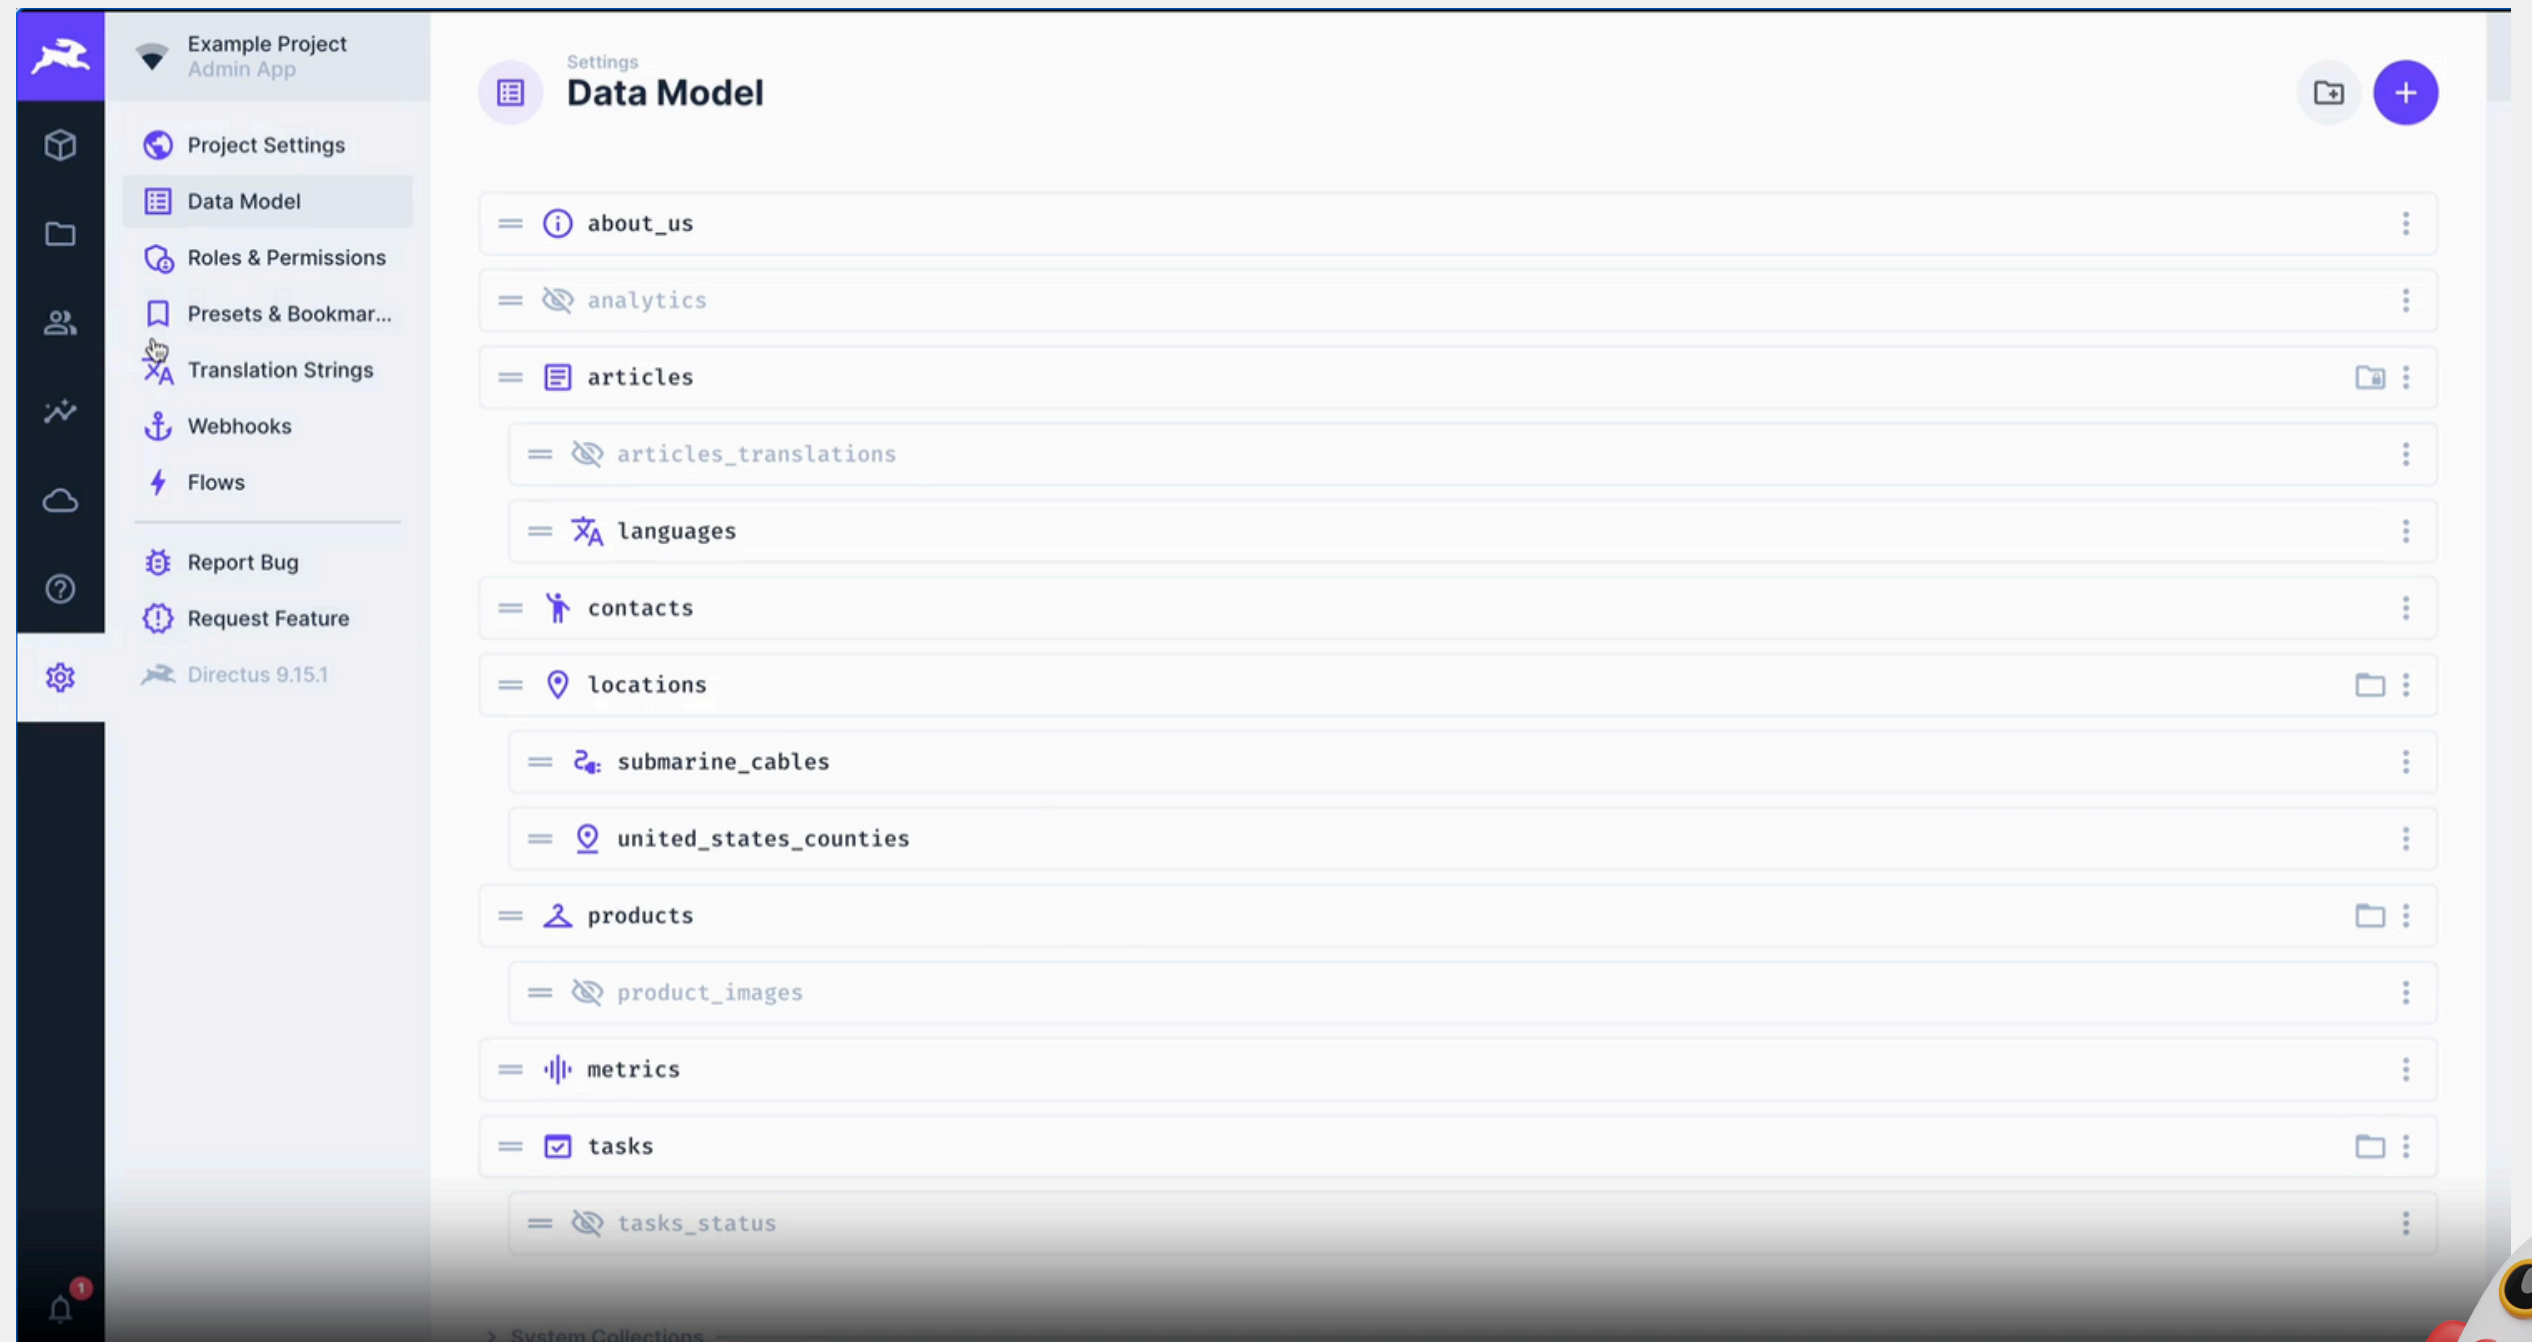 Example Project
Admin App
Project Settings
Data Model
Roles & Permissions
Presets & Bookmar...
Translation Strings
Webhooks
Flows
Report Bug
Request Feature
Directus 9.15.1
1
Settings
Data Model
about_us
analytics
articles
articles_translations
languages
contacts
locations
submarine_cables
united_states_counties
products
product_images
metrics
tasks
tasks_status
System Collections